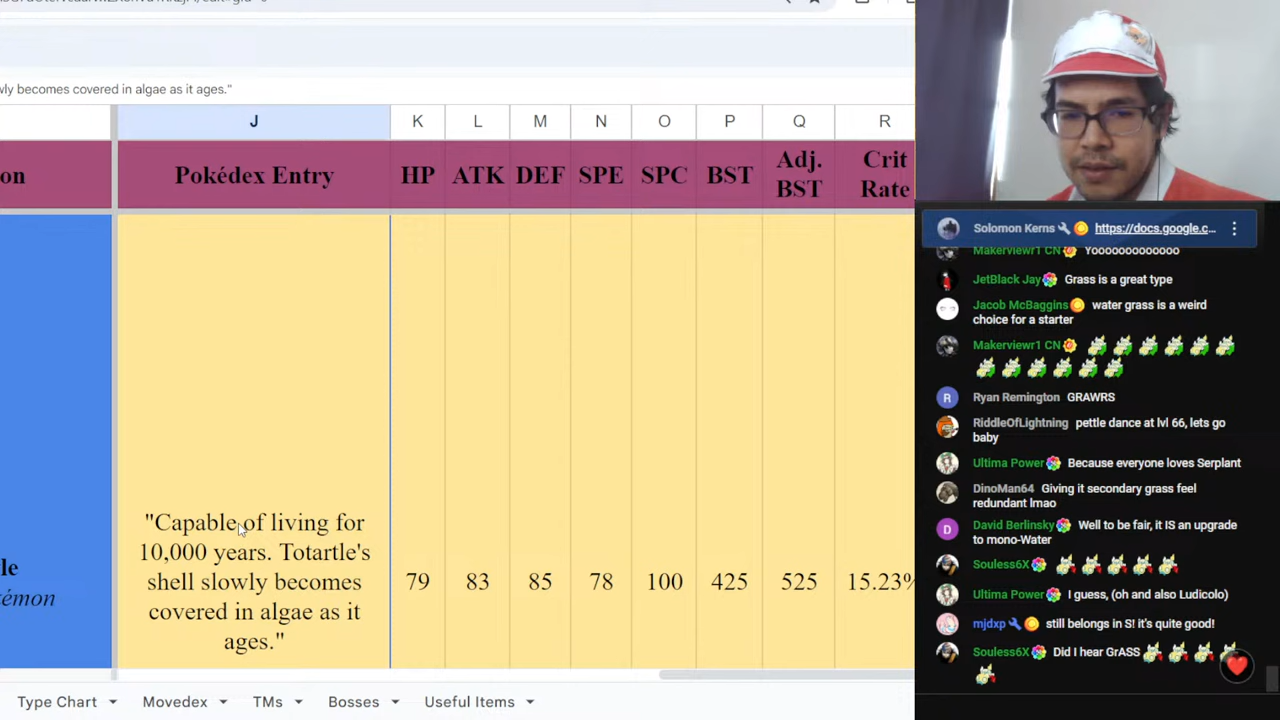 wly becomes covered in algae as it ages."
J K L M N O P Q R
on Pokédex Entry HP ATK DEF SPE SPC BST Adj. BST Crit Rate
"Capable of living for
10,000 years. Totartle's
shell slowly becomes
covered in algae as it
ages."
le
émon
79 83 85 78 100 425 525 15.23%
Type Chart Movedex TMs Bosses Useful Items
Solomon Kerns https://docs.google.c...
Makerviewr1 CN Yoooooooooooo
JetBlack Jay Grass is a great type
Jacob McBaggins water grass is a weird
choice for a starter
Makerviewr1 CN
Ryan Remington GRAWRS
RiddleOfLightning pettle dance at lvl 66, lets go
baby
Ultima Power Because everyone loves Serplant
DinoMan64 Giving it secondary grass feel
redundant lmao
David Berlinsky Well to be fair, it IS an upgrade
to mono-Water
Souless6X
Ultima Power I guess, (oh and also Ludicolo)
mjdxp still belongs in S! it's quite good!
Souless6X Did I hear GrASS